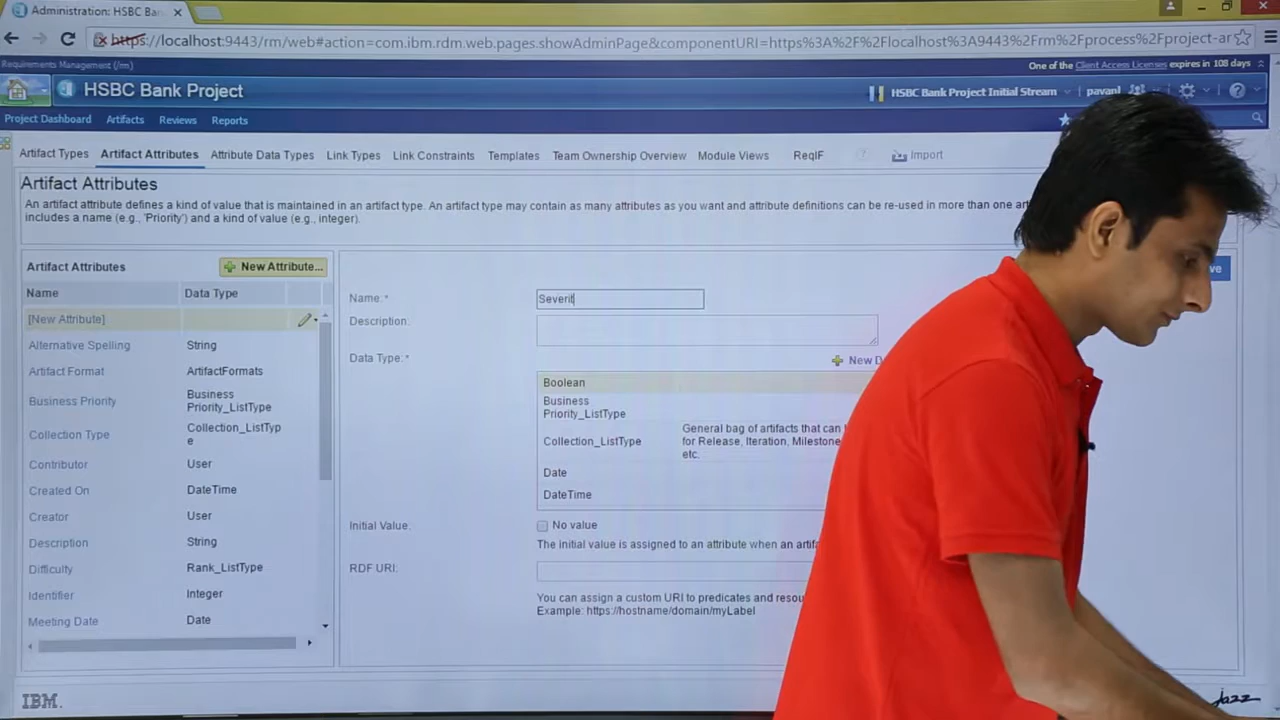 Administration: HSBC Ba
https://localhost:9443/rm/web#action=com.ibm.rdm.web.pages.showAdminPage&componentURI=https%3A%2F%2Flocalhost%3A9443%2Frm%2Fprocess%2Fproject-ar
Requirements Management (/rm)
One of the Client Access Licenses expires in 108 days
HSBC Bank Project
HSBC Bank Project Initial Stream
pavanl
Project Dashboard Artifacts Reviews Reports
Artifact Types Artifact Attributes Attribute Data Types Link Types Link Constraints Templates Team Ownership Overview Module Views ReqIF ? Import
Artifact Attributes
An artifact attribute defines a kind of value that is maintained in an artifact type. An artifact type may contain as many attributes as you want and attribute definitions can be re-used in more than one art
includes a name (e.g., 'Priority') and a kind of value (e.g., integer).
Artifact Attributes
New Attribute...
Name Data Type
[New Attribute]
Alternative Spelling String
Artifact Format ArtifactFormats
Business Priority Business
Priority_ListType
Collection Type Collection_ListTyp
e
Contributor User
Created On DateTime
Creator User
Description String
Difficulty Rank_ListType
Identifier Integer
Meeting Date Date
ve
Name:* Severit
Description:
Data Type:* New D
Boolean
Business
Priority_ListType
Collection_ListType
General bag of artifacts that can
for Release, Iteration, Milestone
etc.
Date
DateTime
Initial Value: No value
The initial value is assigned to an attribute when an artifa
RDF URI:
You can assign a custom URI to predicates and resou
Example: https://hostname/domain/myLabel
IBM.
jazz